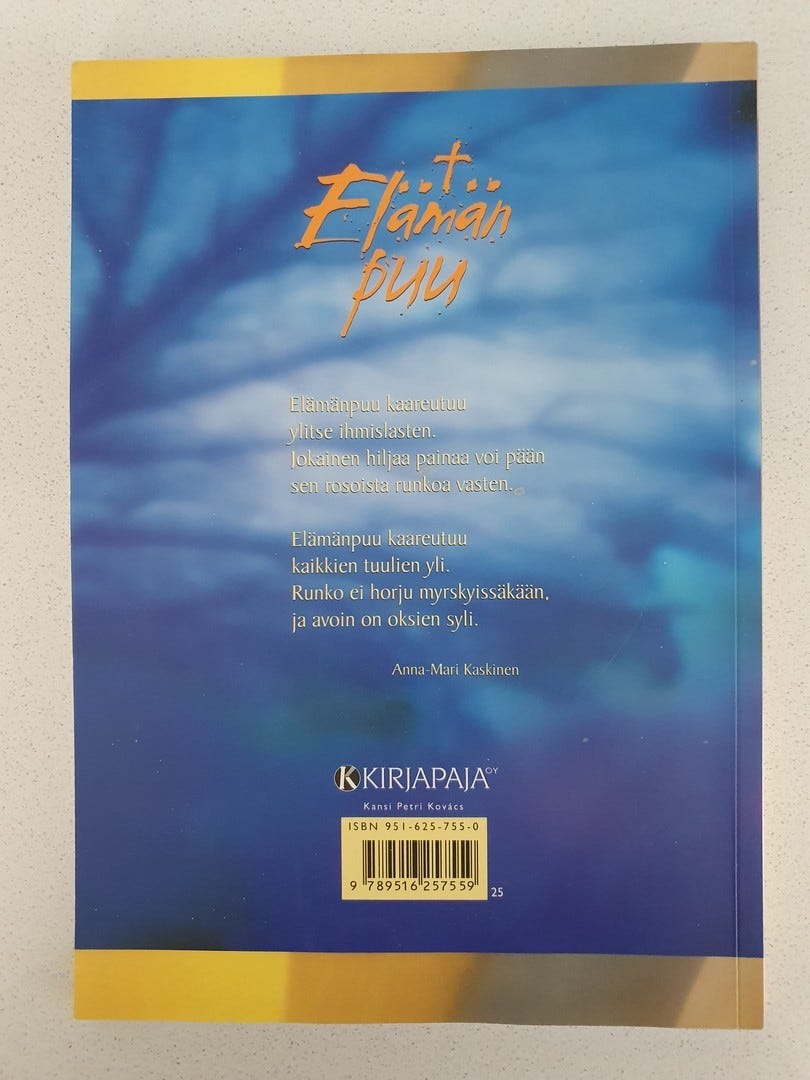 Elämän
puu
Elämänpuu kaareutuu
ylitse ihmislasten.
Jokainen hiljaa painaa voi pään
sen rosoista runkoa vasten.
Elämänpuu kaareutuu
kaikkien tuulien yli.
Runko ei horju myrskyissäkään,
ja avoin on oksien syli.
Anna-Mari Kaskinen
K KIRJAPAJA OY
Kansi Petri Kovács
ISBN 951-625-755-0
9 789516 257559
25